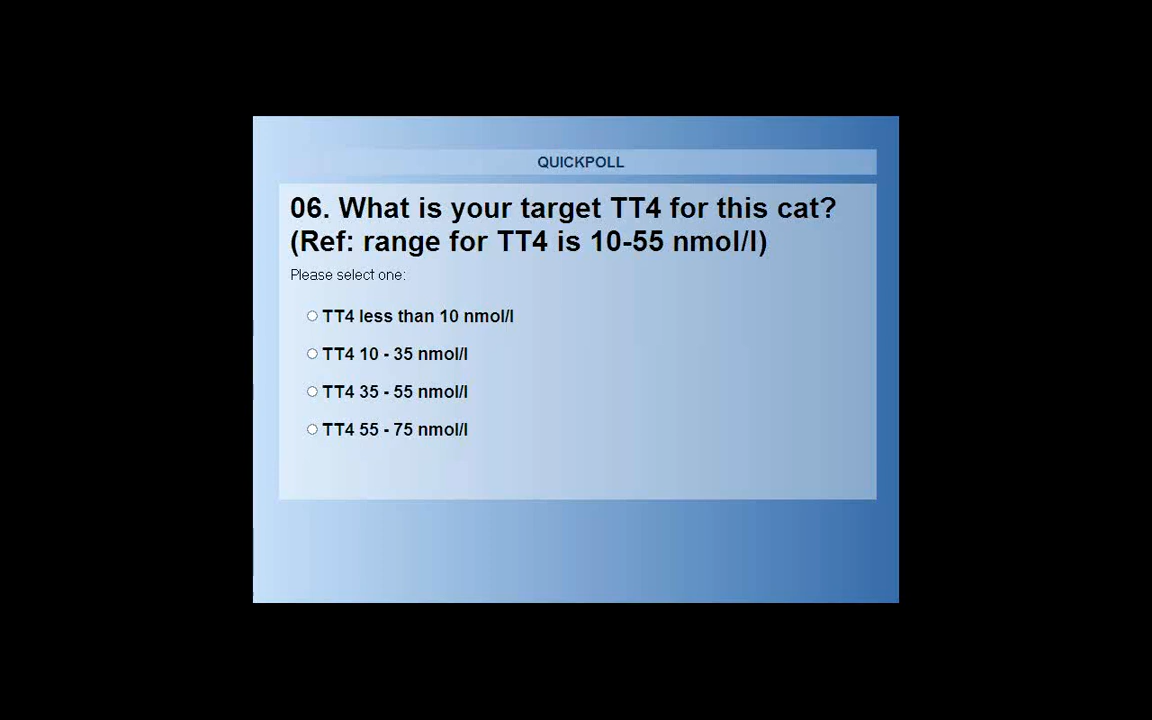 QUICKPOLL
06. What is your target TT4 for this cat?
(Ref: range for TT4 is 10-55 nmol/l)
Please select one:
TT4 less than 10 nmol/l
TT4 10 - 35 nmol/l
TT4 35 - 55 nmol/l
TT4 55 - 75 nmol/l